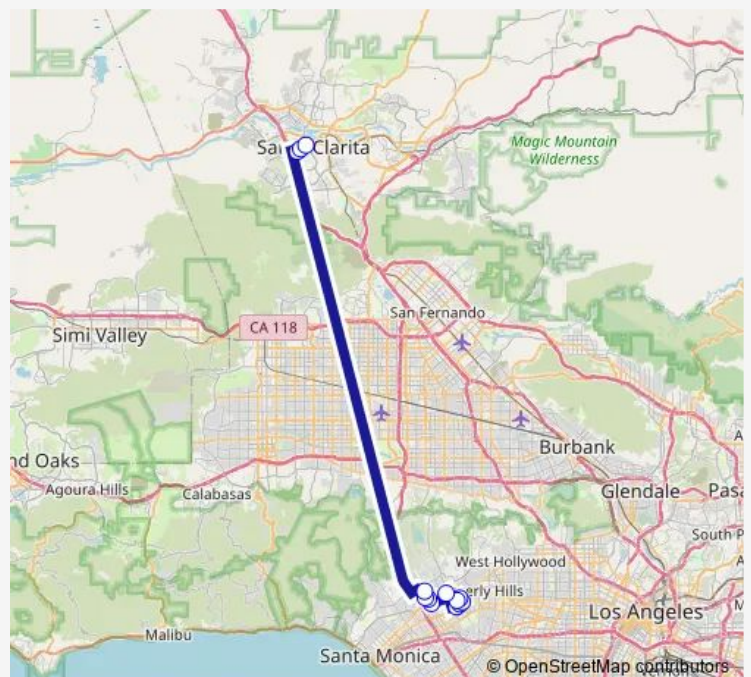 Santa Clarita
Magic Mountain
Wilderness
San Fernando
CA 118
Simi Valley
Burbank
nd Oaks
Agoura Hills
Calabasas
Glendale
Pasa
South P
West Hollywood
erly Hills
Los Angeles
Malibu
Santa Monica
© OpenStreetMap contributors